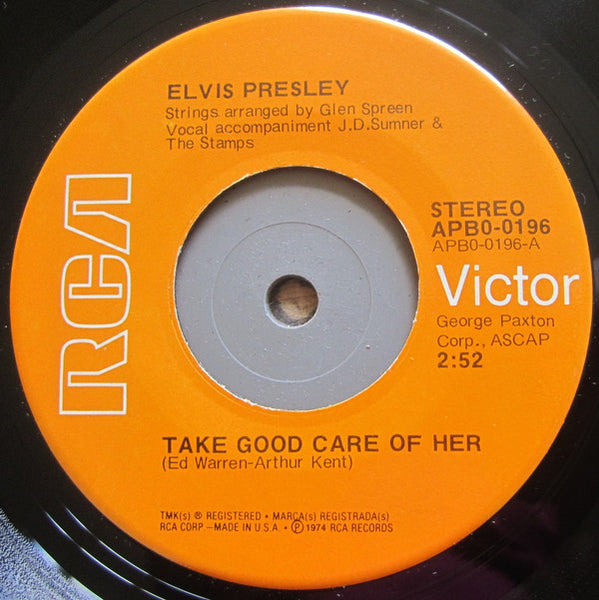 ELVIS PRESLEY
Strings arranged by Glen Spreen
Vocal accompaniment J.D.Sumner &
The Stamps
RCA
STEREO
APB0-0196
APB0-0196-A
Victor
George Paxton
Corp., ASCAP
2:52
TAKE GOOD CARE OF HER
(Ed Warren-Arthur Kent)
TMK(s) ® REGISTERED • MARCA(s) REGISTRADA(s)
RCA CORP.—MADE IN U.S.A • ℗ 1974 RCA RECORDS